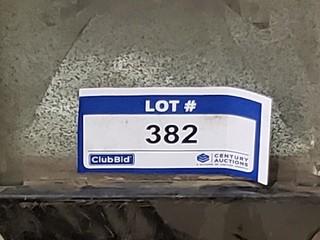 LOT #
382
ClubBid
CENTURY
AUCTIONS